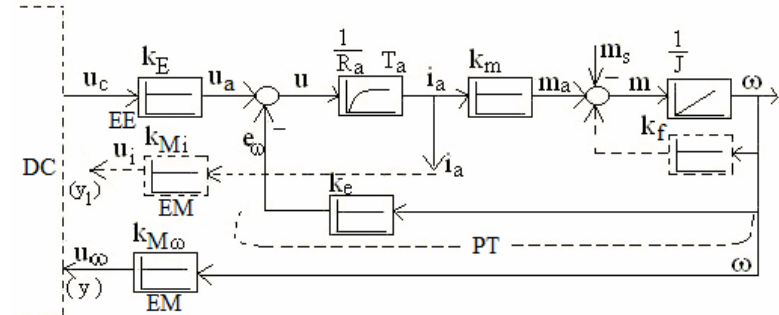 k_E
1/R_a T_a
k_m
m_s
1/J
ω
u_c
u_a
u
i_a
m_a
m
EE
k_Mi
e_ω
k_f
u_i
(y_1)
i_a
DC
EM
k_e
PT
k_Mω
u_ω
(y)
EM
ω